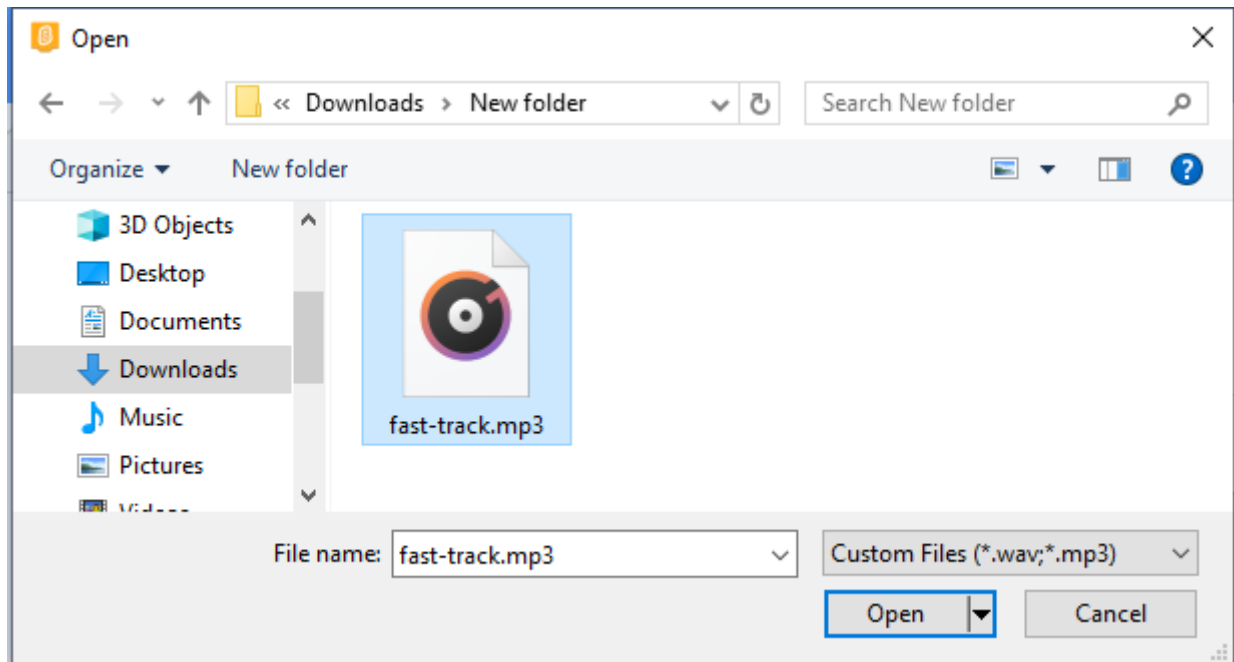 Open
« Downloads › New folder
Search New folder
Organize
New folder
3D Objects
Desktop
Documents
Downloads
Music
Pictures
Videos
fast-track.mp3
File name:
fast-track.mp3
Custom Files (*.wav;*.mp3)
Open
Cancel